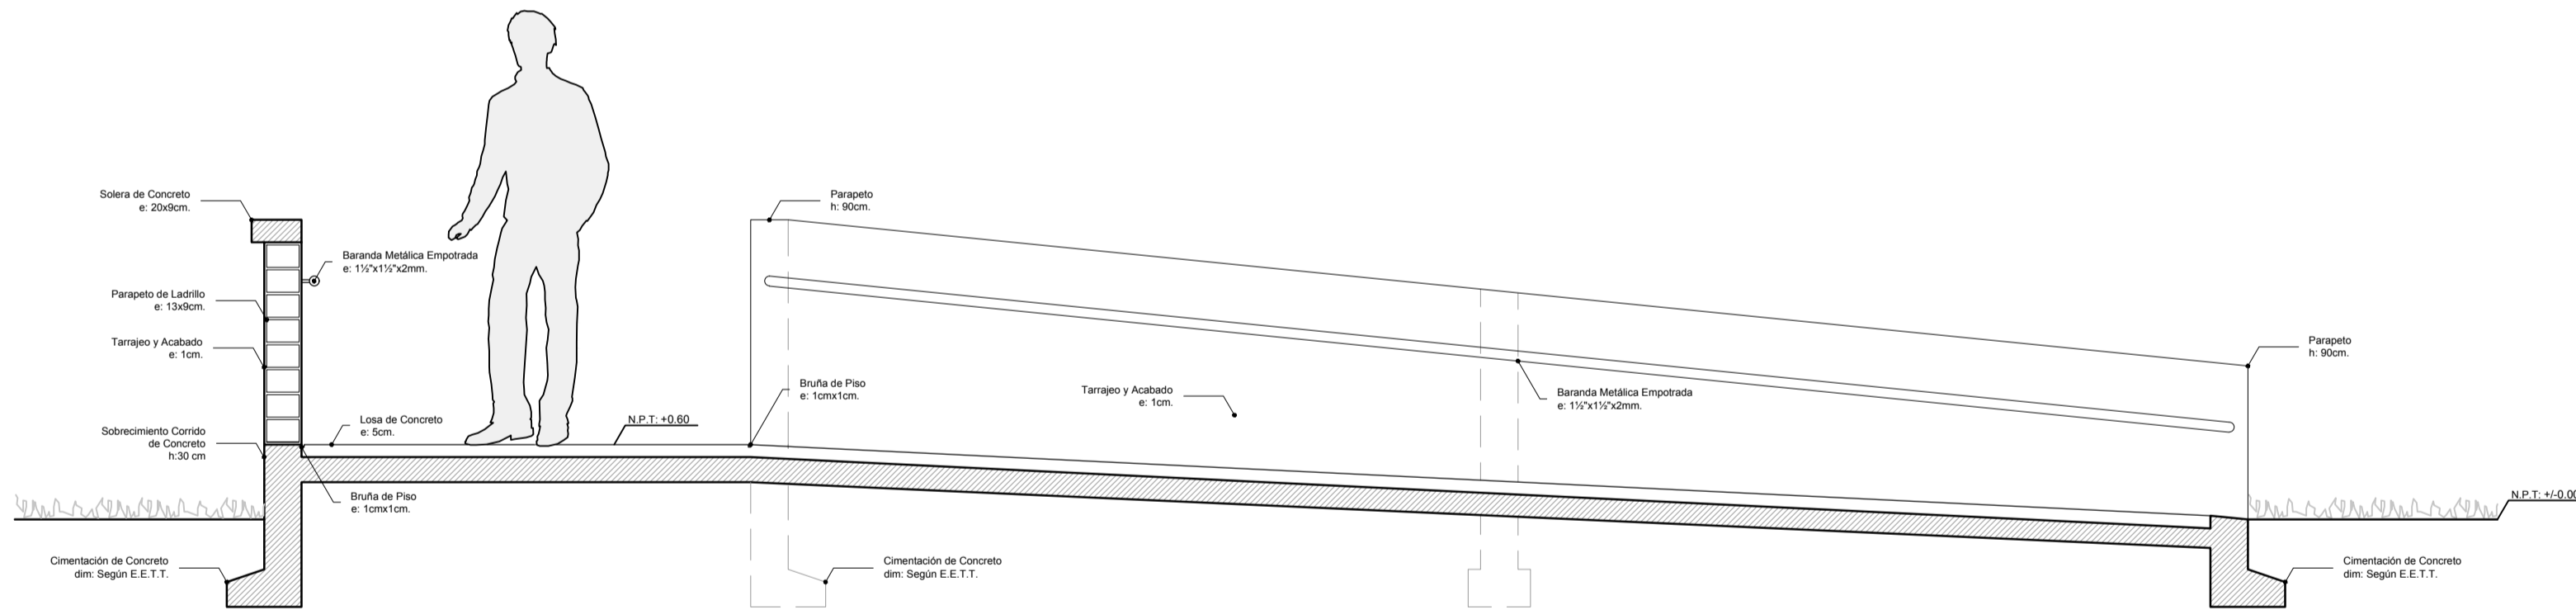 Solera de Concreto
e: 20x9cm.
Baranda Metálica Empotrada
e: 1½"x1½"x2mm.
Parapeto de Ladrillo
e: 13x9cm.
Tarrajeo y Acabado
e: 1cm.
Sobrecimiento Corrido
de Concreto
h:30 cm
Losa de Concreto
e: 5cm.
N.P.T: +0.60
Bruña de Piso
e: 1cmx1cm.
Cimentación de Concreto
dim: Según E.E.T.T.
Parapeto
h: 90cm.
Bruña de Piso
e: 1cmx1cm.
Tarrajeo y Acabado
e: 1cm.
Baranda Metálica Empotrada
e: 1½"x1½"x2mm.
Cimentación de Concreto
dim: Según E.E.T.T.
Parapeto
h: 90cm.
N.P.T: +/-0.00
Cimentación de Concreto
dim: Según E.E.T.T.